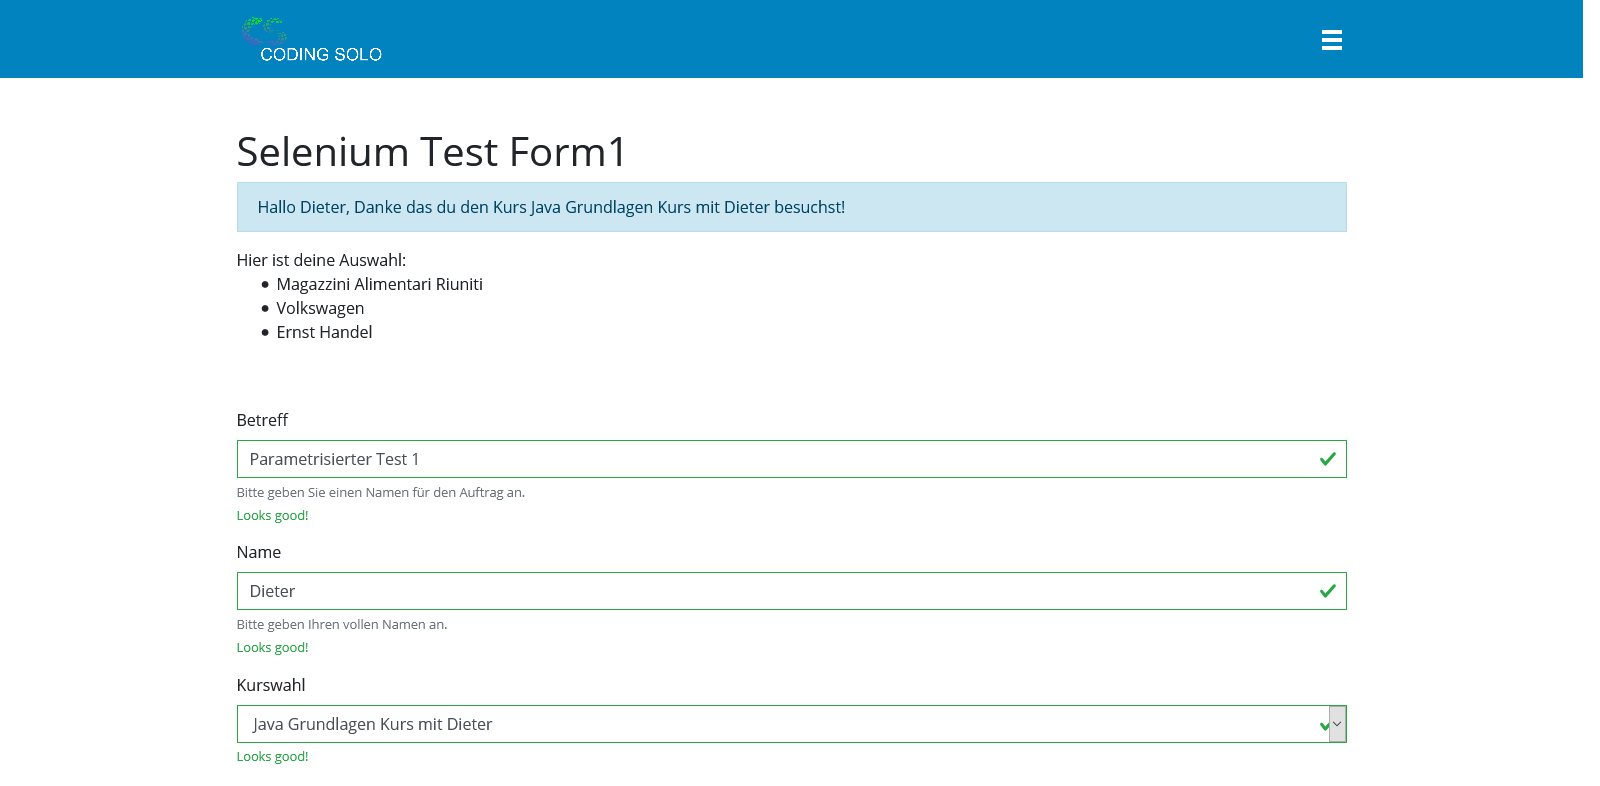 CODING SOLO
Selenium Test Form1
Hallo Dieter, Danke das du den Kurs Java Grundlagen Kurs mit Dieter besuchst!
Hier ist deine Auswahl:
Magazzini Alimentari Riuniti
Volkswagen
Ernst Handel
Betreff
Parametrisierter Test 1
Bitte geben Sie einen Namen für den Auftrag an.
Looks good!
Name
Dieter
Bitte geben Ihren vollen Namen an.
Looks good!
Kurswahl
Java Grundlagen Kurs mit Dieter
Looks good!